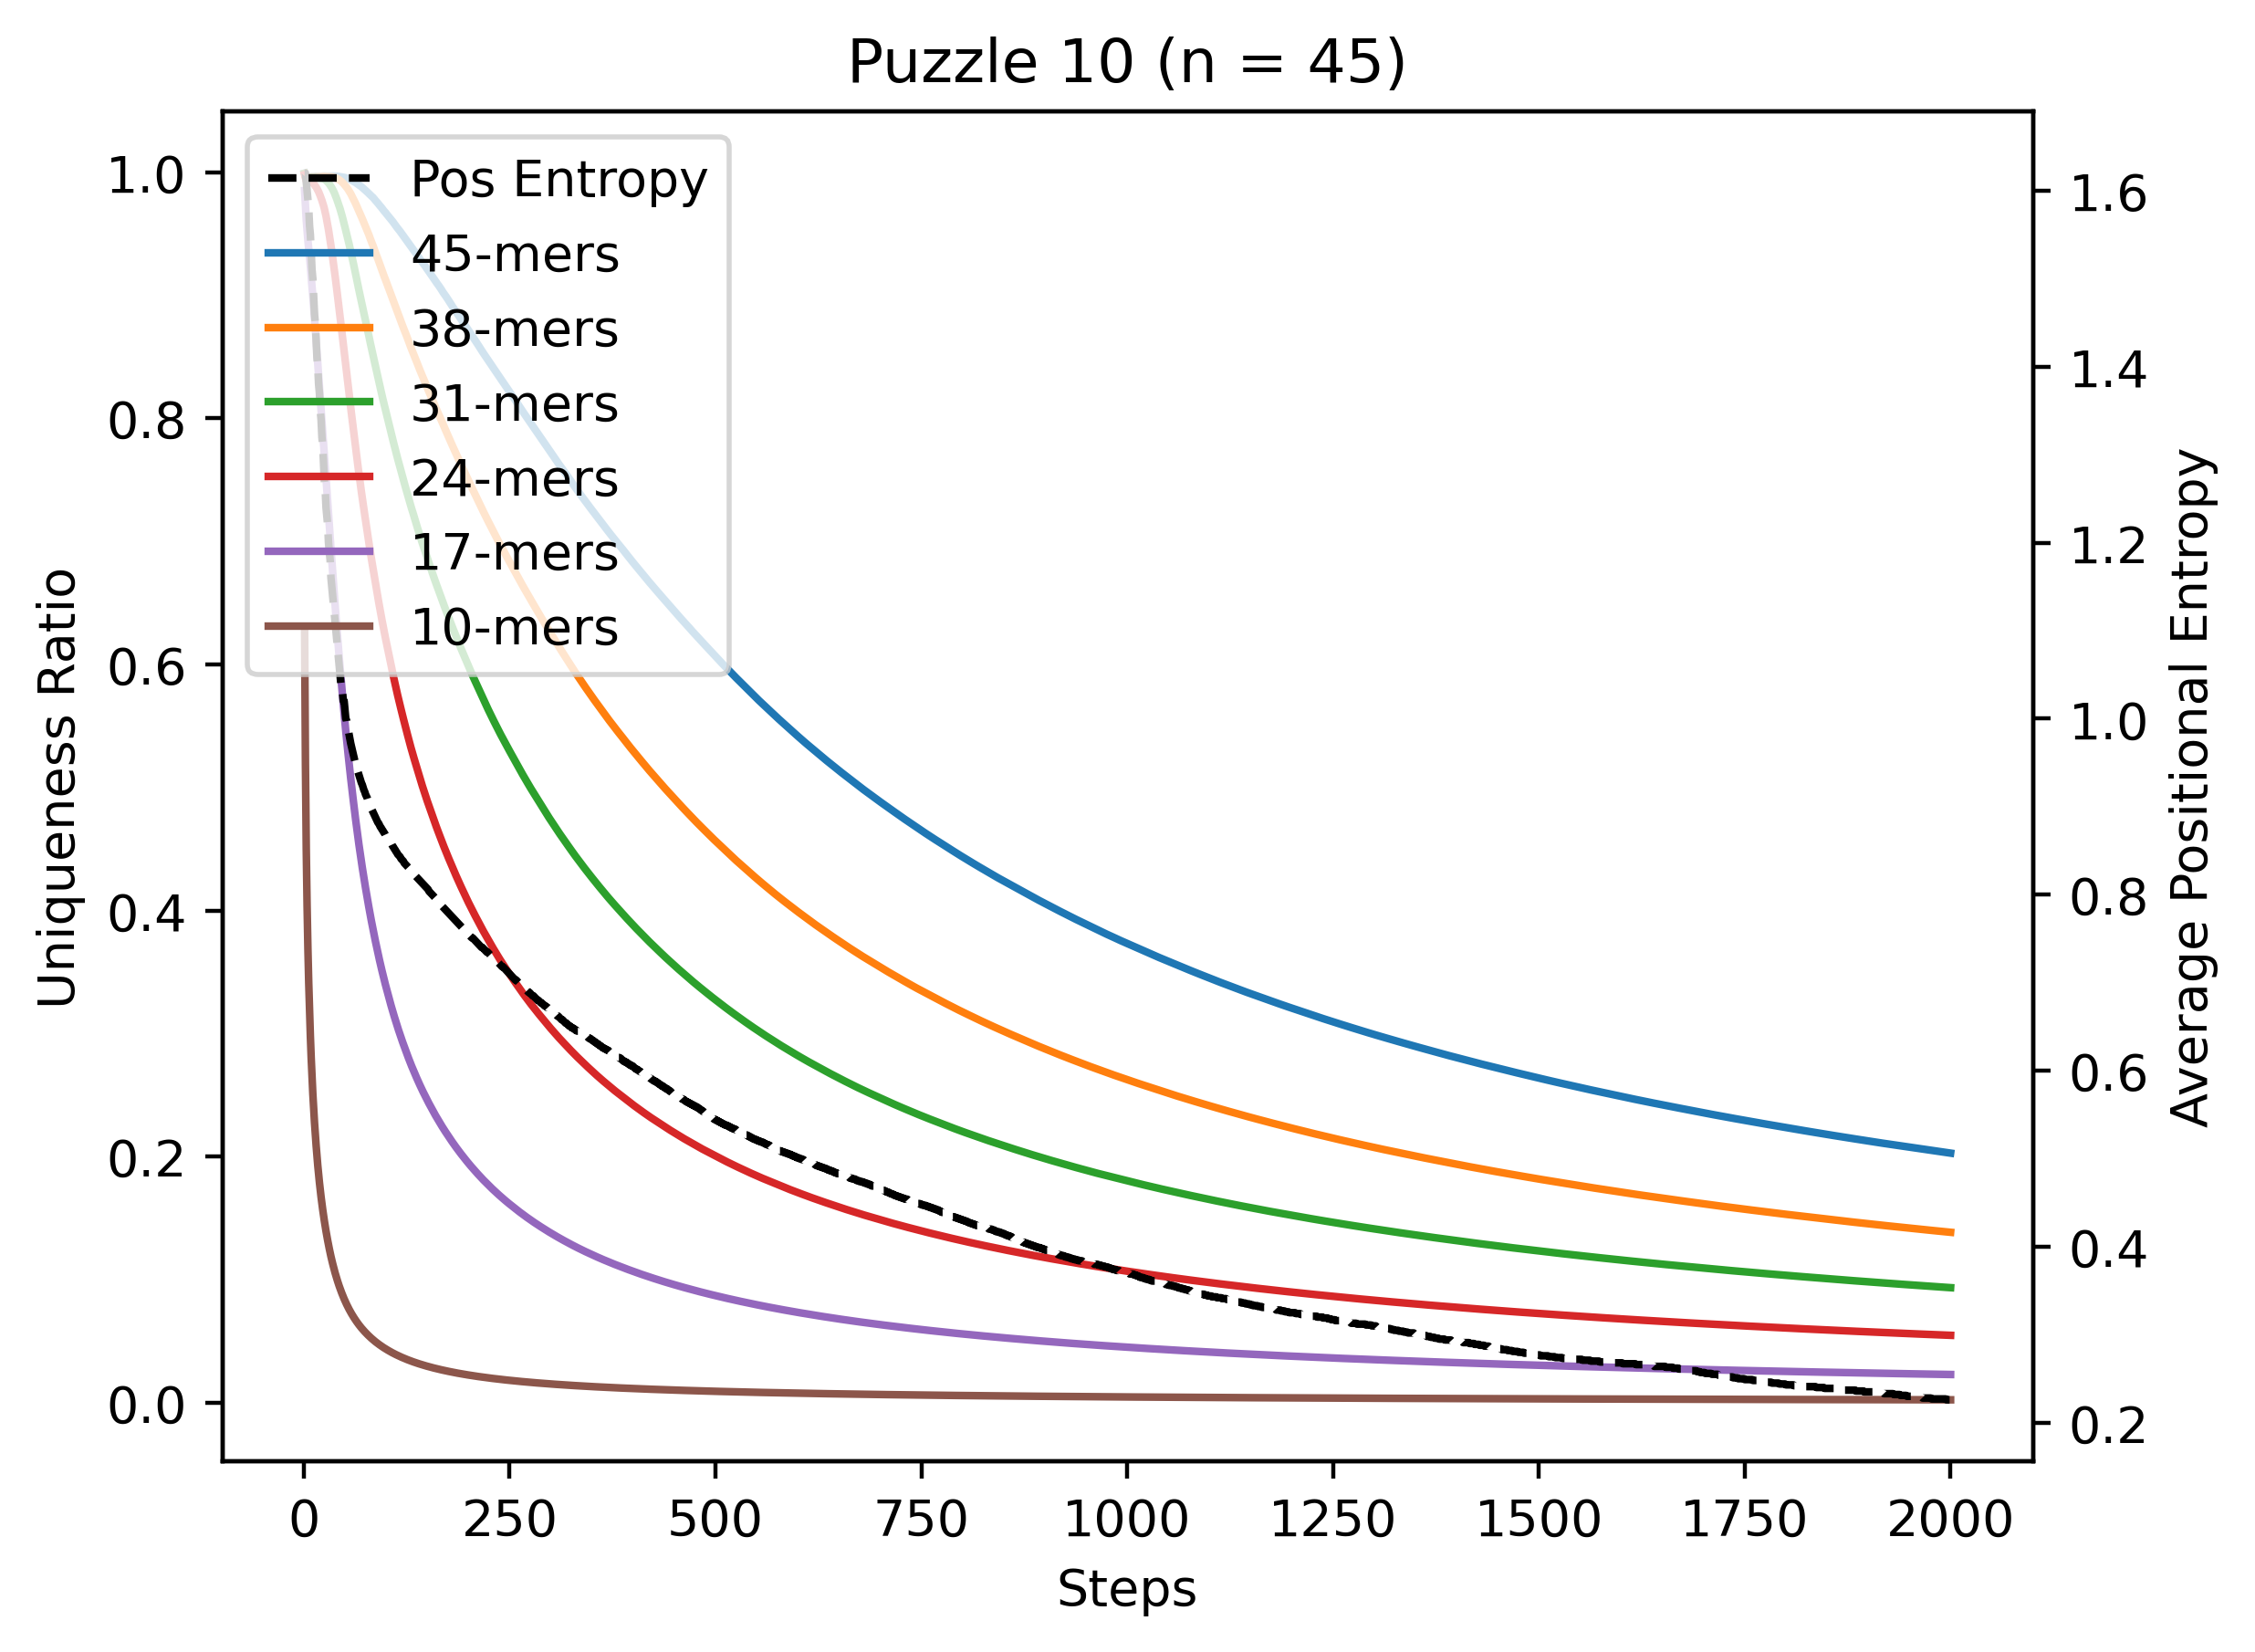 Puzzle 10 (n = 45)
Pos Entropy
45-mers
38-mers
31-mers
24-mers
17-mers
10-mers
1.0
0.8
0.6
0.4
0.2
0.0
Uniqueness Ratio
1.6
1.4
1.2
1.0
0.8
0.6
0.4
0.2
Average Positional Entropy
0 250 500 750 1000 1250 1500 1750 2000
Steps